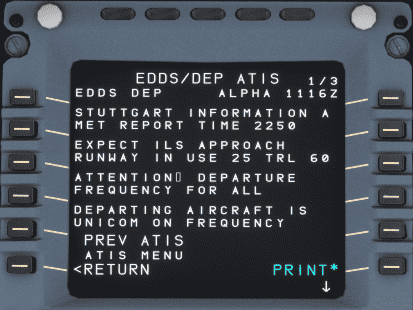 EDDS/DEP ATIS 1/3
EDDS DEP ALPHA 1116Z
STUTTGART INFORMATION A
MET REPORT TIME 2250
EXPECT ILS APPROACH
RUNWAY IN USE 25 TRL 60
ATTENTION▯ DEPARTURE
FREQUENCY FOR ALL
DEPARTING AIRCRAFT IS
UNICOM ON FREQUENCY
PREV ATIS
ATIS MENU
<RETURN PRINT*
↓